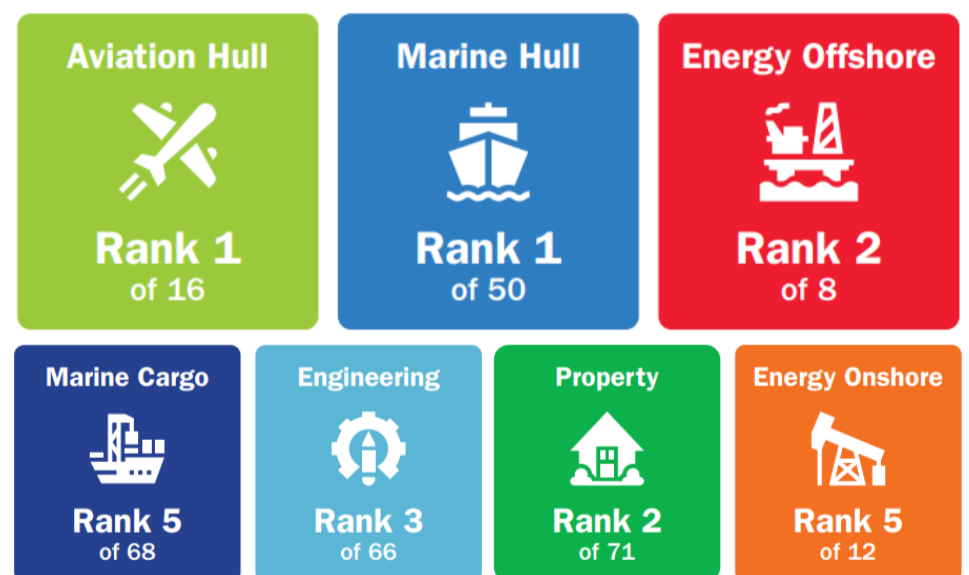 Aviation Hull
Rank 1
of 16
Marine Hull
Rank 1
of 50
Energy Offshore
Rank 2
of 8
Marine Cargo
Rank 5
of 68
Engineering
Rank 3
of 66
Property
Rank 2
of 71
Energy Onshore
Rank 5
of 12